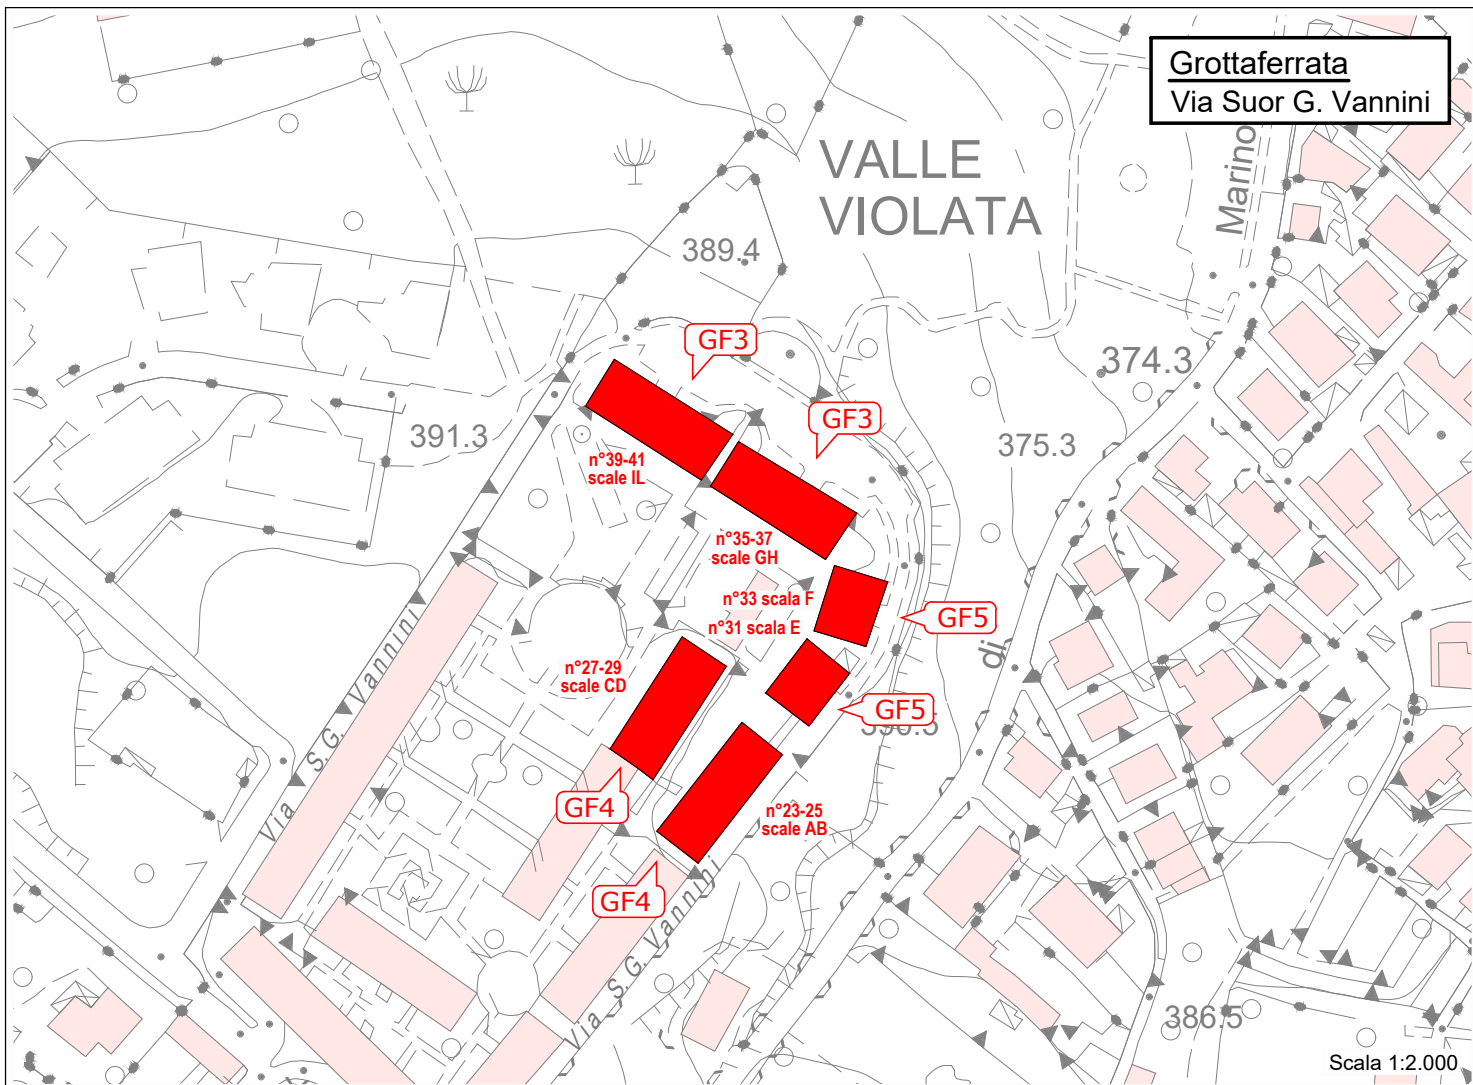 Grottaferrata
Via Suor G. Vannini
VALLE
VIOLATA
Marino
389.4
GF3
374.3
GF3
391.3
375.3
n°39-41
scale IL
n°35-37
scale GH
n°33 scala F
n°31 scala E
GF5
di
n°27-29
scale CD
GF5
390.5
Via S. G. Vannini
GF4
n°23-25
scale AB
GF4
Via S. G. Vannini
386.5
Scala 1:2.000